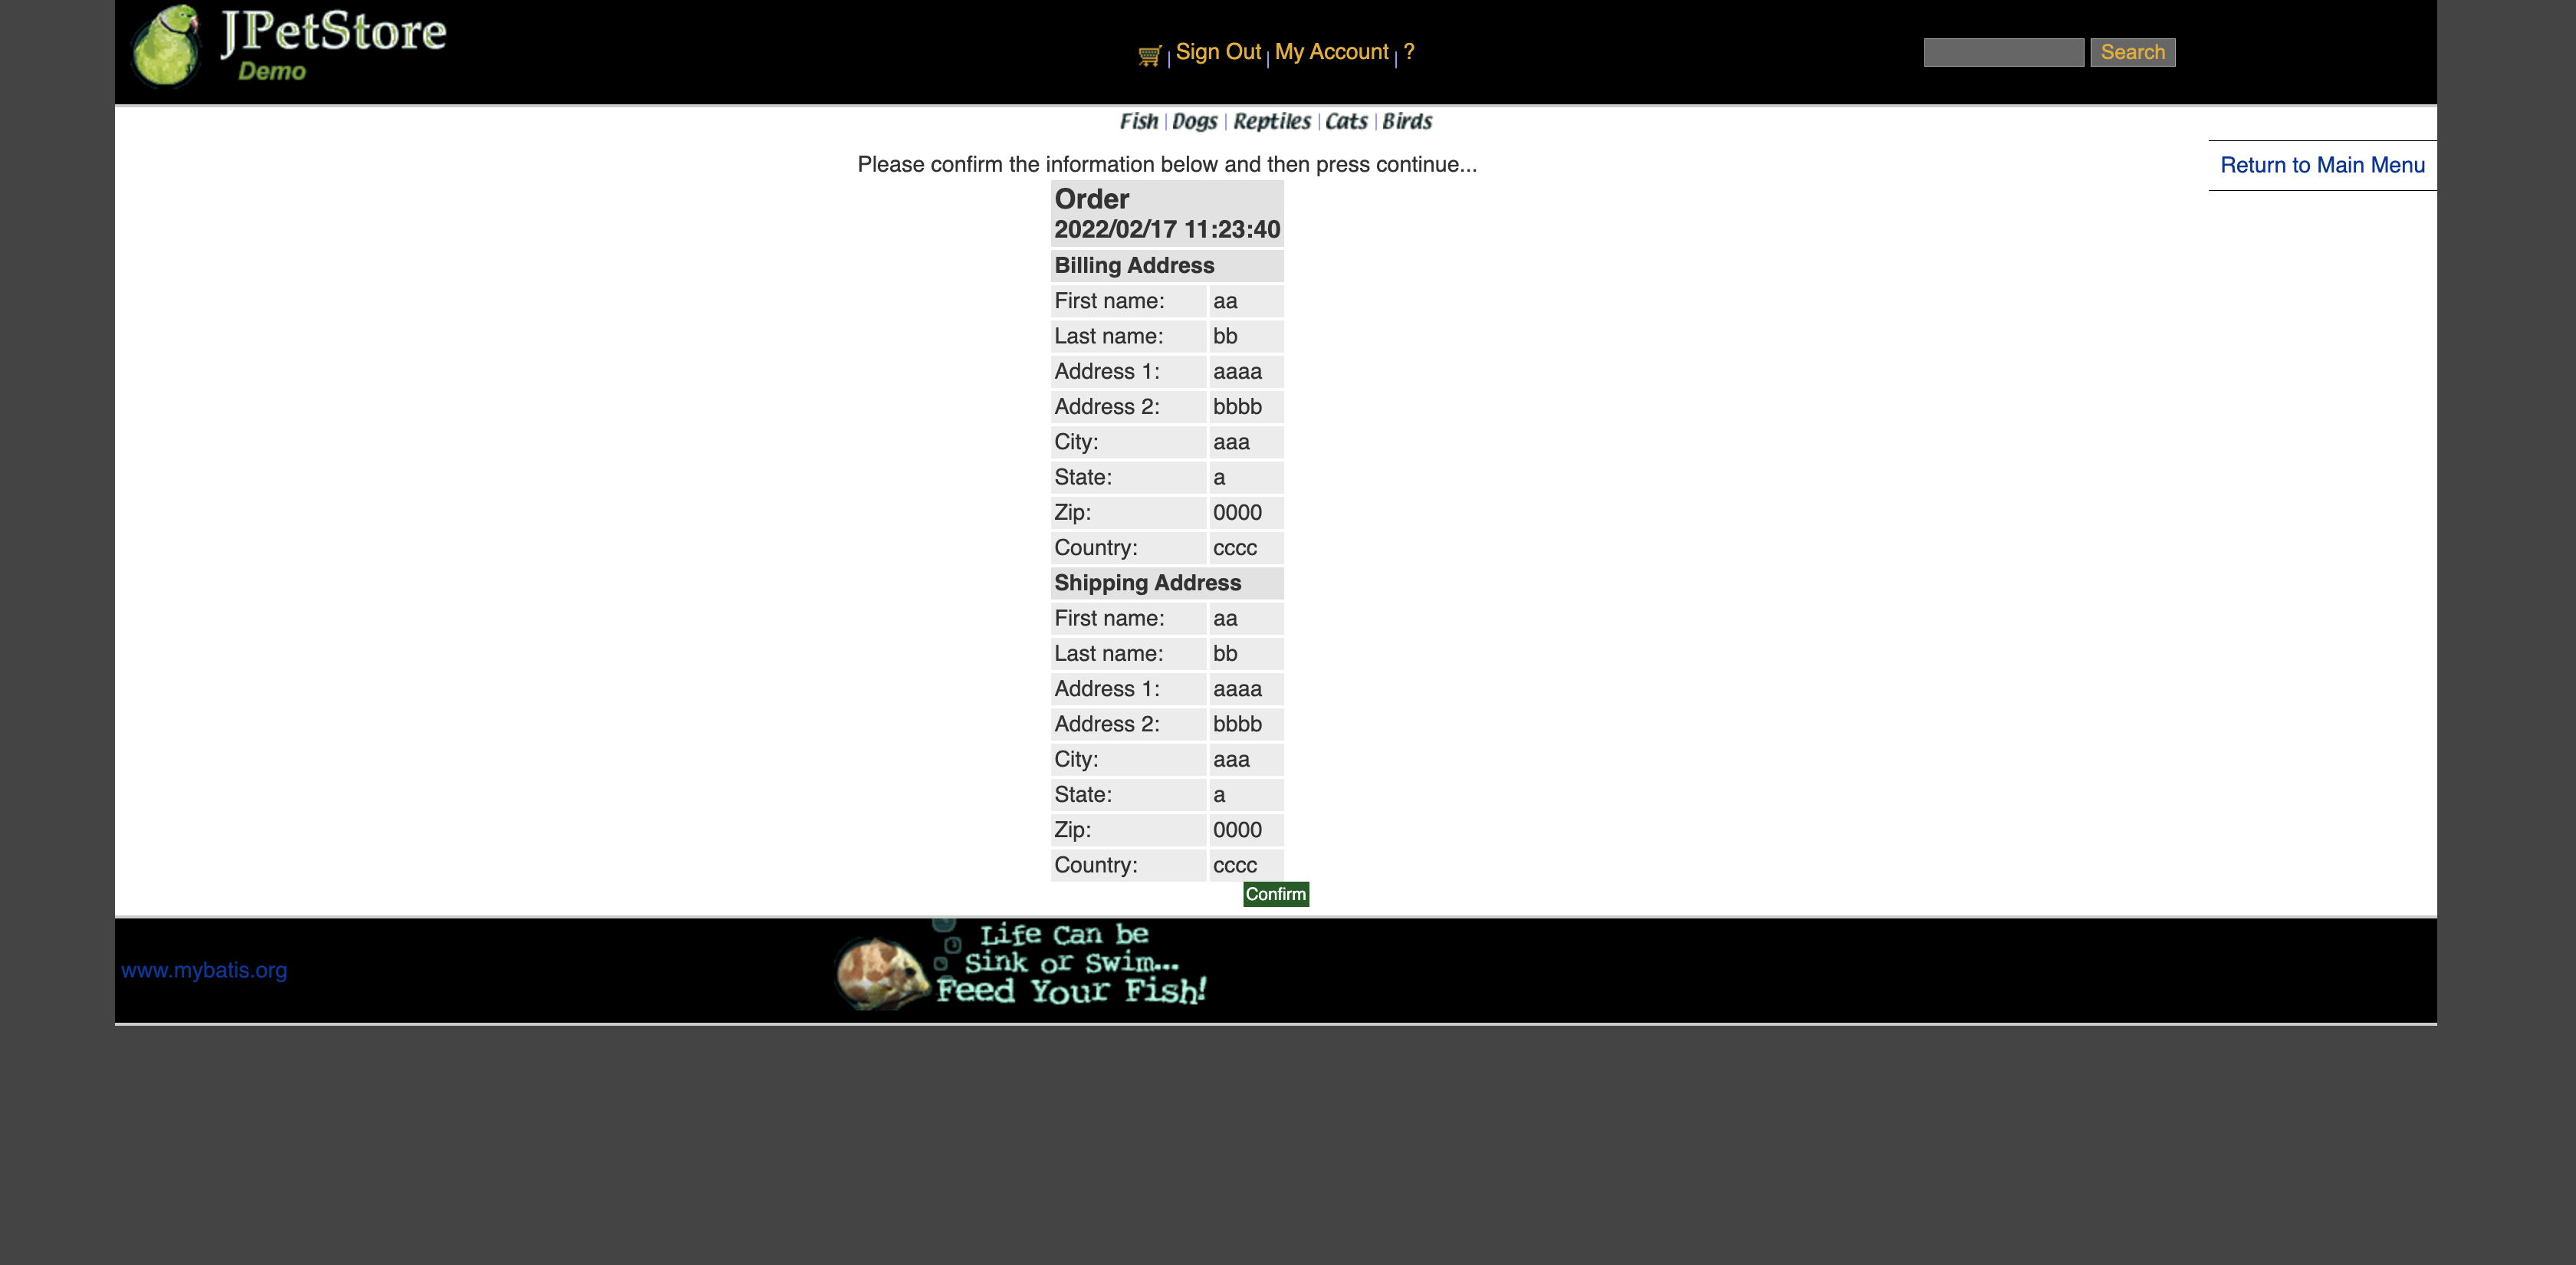 JPetStore
Demo
Sign Out | My Account | ?
Search
Fish | Dogs | Reptiles | Cats | Birds
Return to Main Menu
Please confirm the information below and then press continue...
Order
2022/02/17 11:23:40
Billing Address
First name: aa
Last name: bb
Address 1: aaaa
Address 2: bbbb
City: aaa
State: a
Zip: 0000
Country: cccc
Shipping Address
First name: aa
Last name: bb
Address 1: aaaa
Address 2: bbbb
City: aaa
State: a
Zip: 0000
Country: cccc
Confirm
www.mybatis.org
Life Can be
Sink or Swim...
Feed Your Fish!